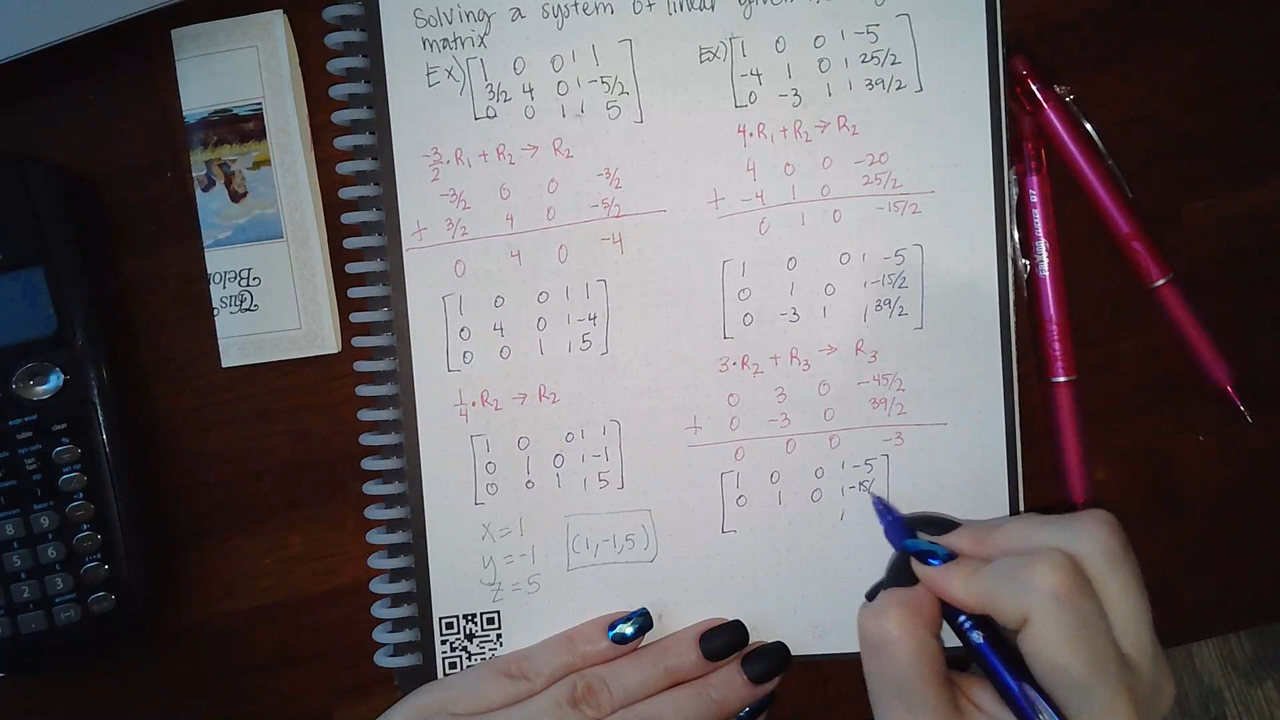 Solving a system of linear given
matrix
Ex) [1 0 0 | 1
3/2 4 0 | -5/2
0 0 1 | 5]
-3/2 · R1 + R2 → R2
-3/2 0 0 -3/2
+ 3/2 4 0 -5/2
0 4 0 -4
[1 0 0 | 1
0 4 0 | -4
0 0 1 | 5]
1/4 · R2 → R2
[1 0 0 | 1
0 1 0 | -1
0 0 1 | 5]
x = 1
y = -1
z = 5
(1, -1, 5)
Ex) [1 0 0 | -5
-4 1 0 | 25/2
0 -3 1 | 39/2]
4 · R1 + R2 → R2
4 0 0 -20
+ -4 1 0 25/2
0 1 0 -15/2
[1 0 0 | -5
0 1 0 | -15/2
0 -3 1 | 39/2]
3 · R2 + R3 → R3
0 3 0 -45/2
+ 0 -3 0 39/2
0 0 0 -3
[1 0 0 | -5
0 1 0 | -15/
|
This
Belon